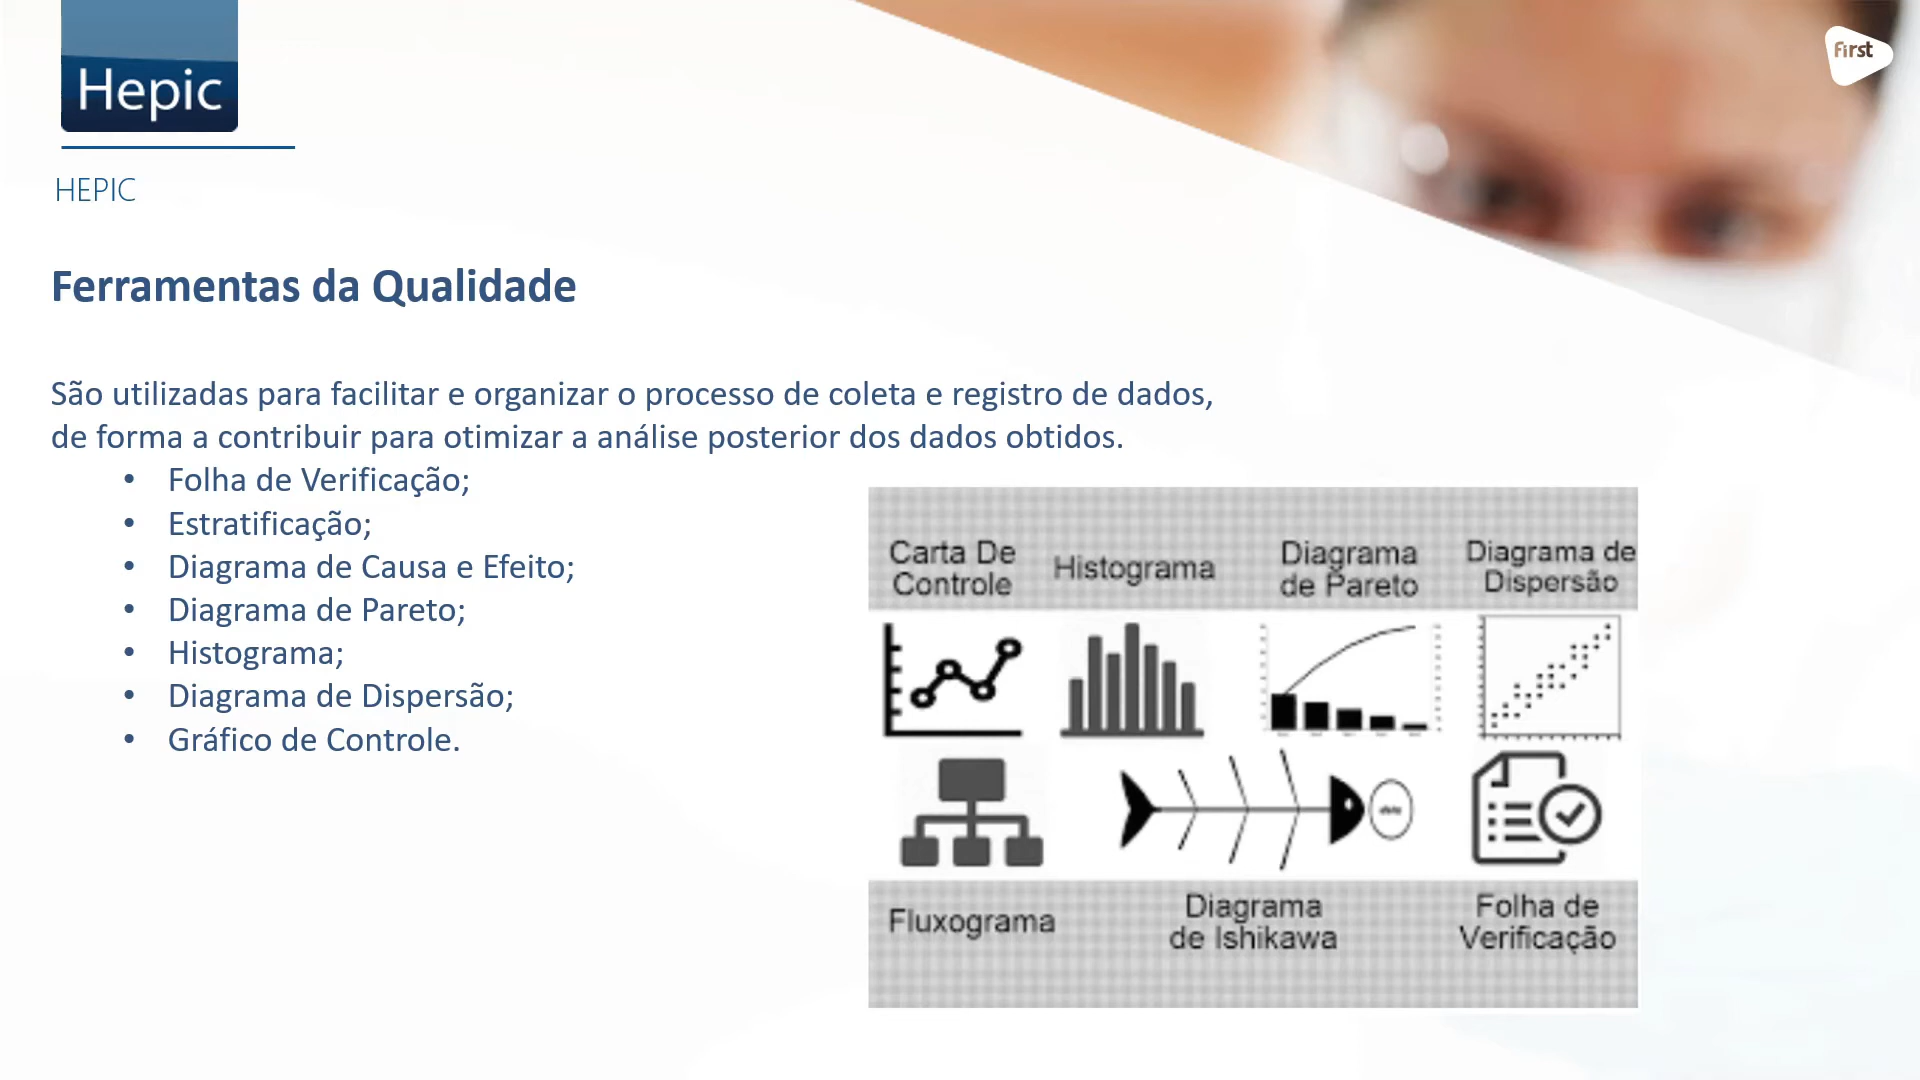 Hepic
First
HEPIC
Ferramentas da Qualidade
São utilizadas para facilitar e organizar o processo de coleta e registro de dados,
de forma a contribuir para otimizar a análise posterior dos dados obtidos.
• Folha de Verificação;
• Estratificação;
• Diagrama de Causa e Efeito;
• Diagrama de Pareto;
• Histograma;
• Diagrama de Dispersão;
• Gráfico de Controle.
Carta De
Controle
Histograma
Diagrama
de Pareto
Diagrama de
Dispersão
Fluxograma
Diagrama
de Ishikawa
Folha de
Verificação